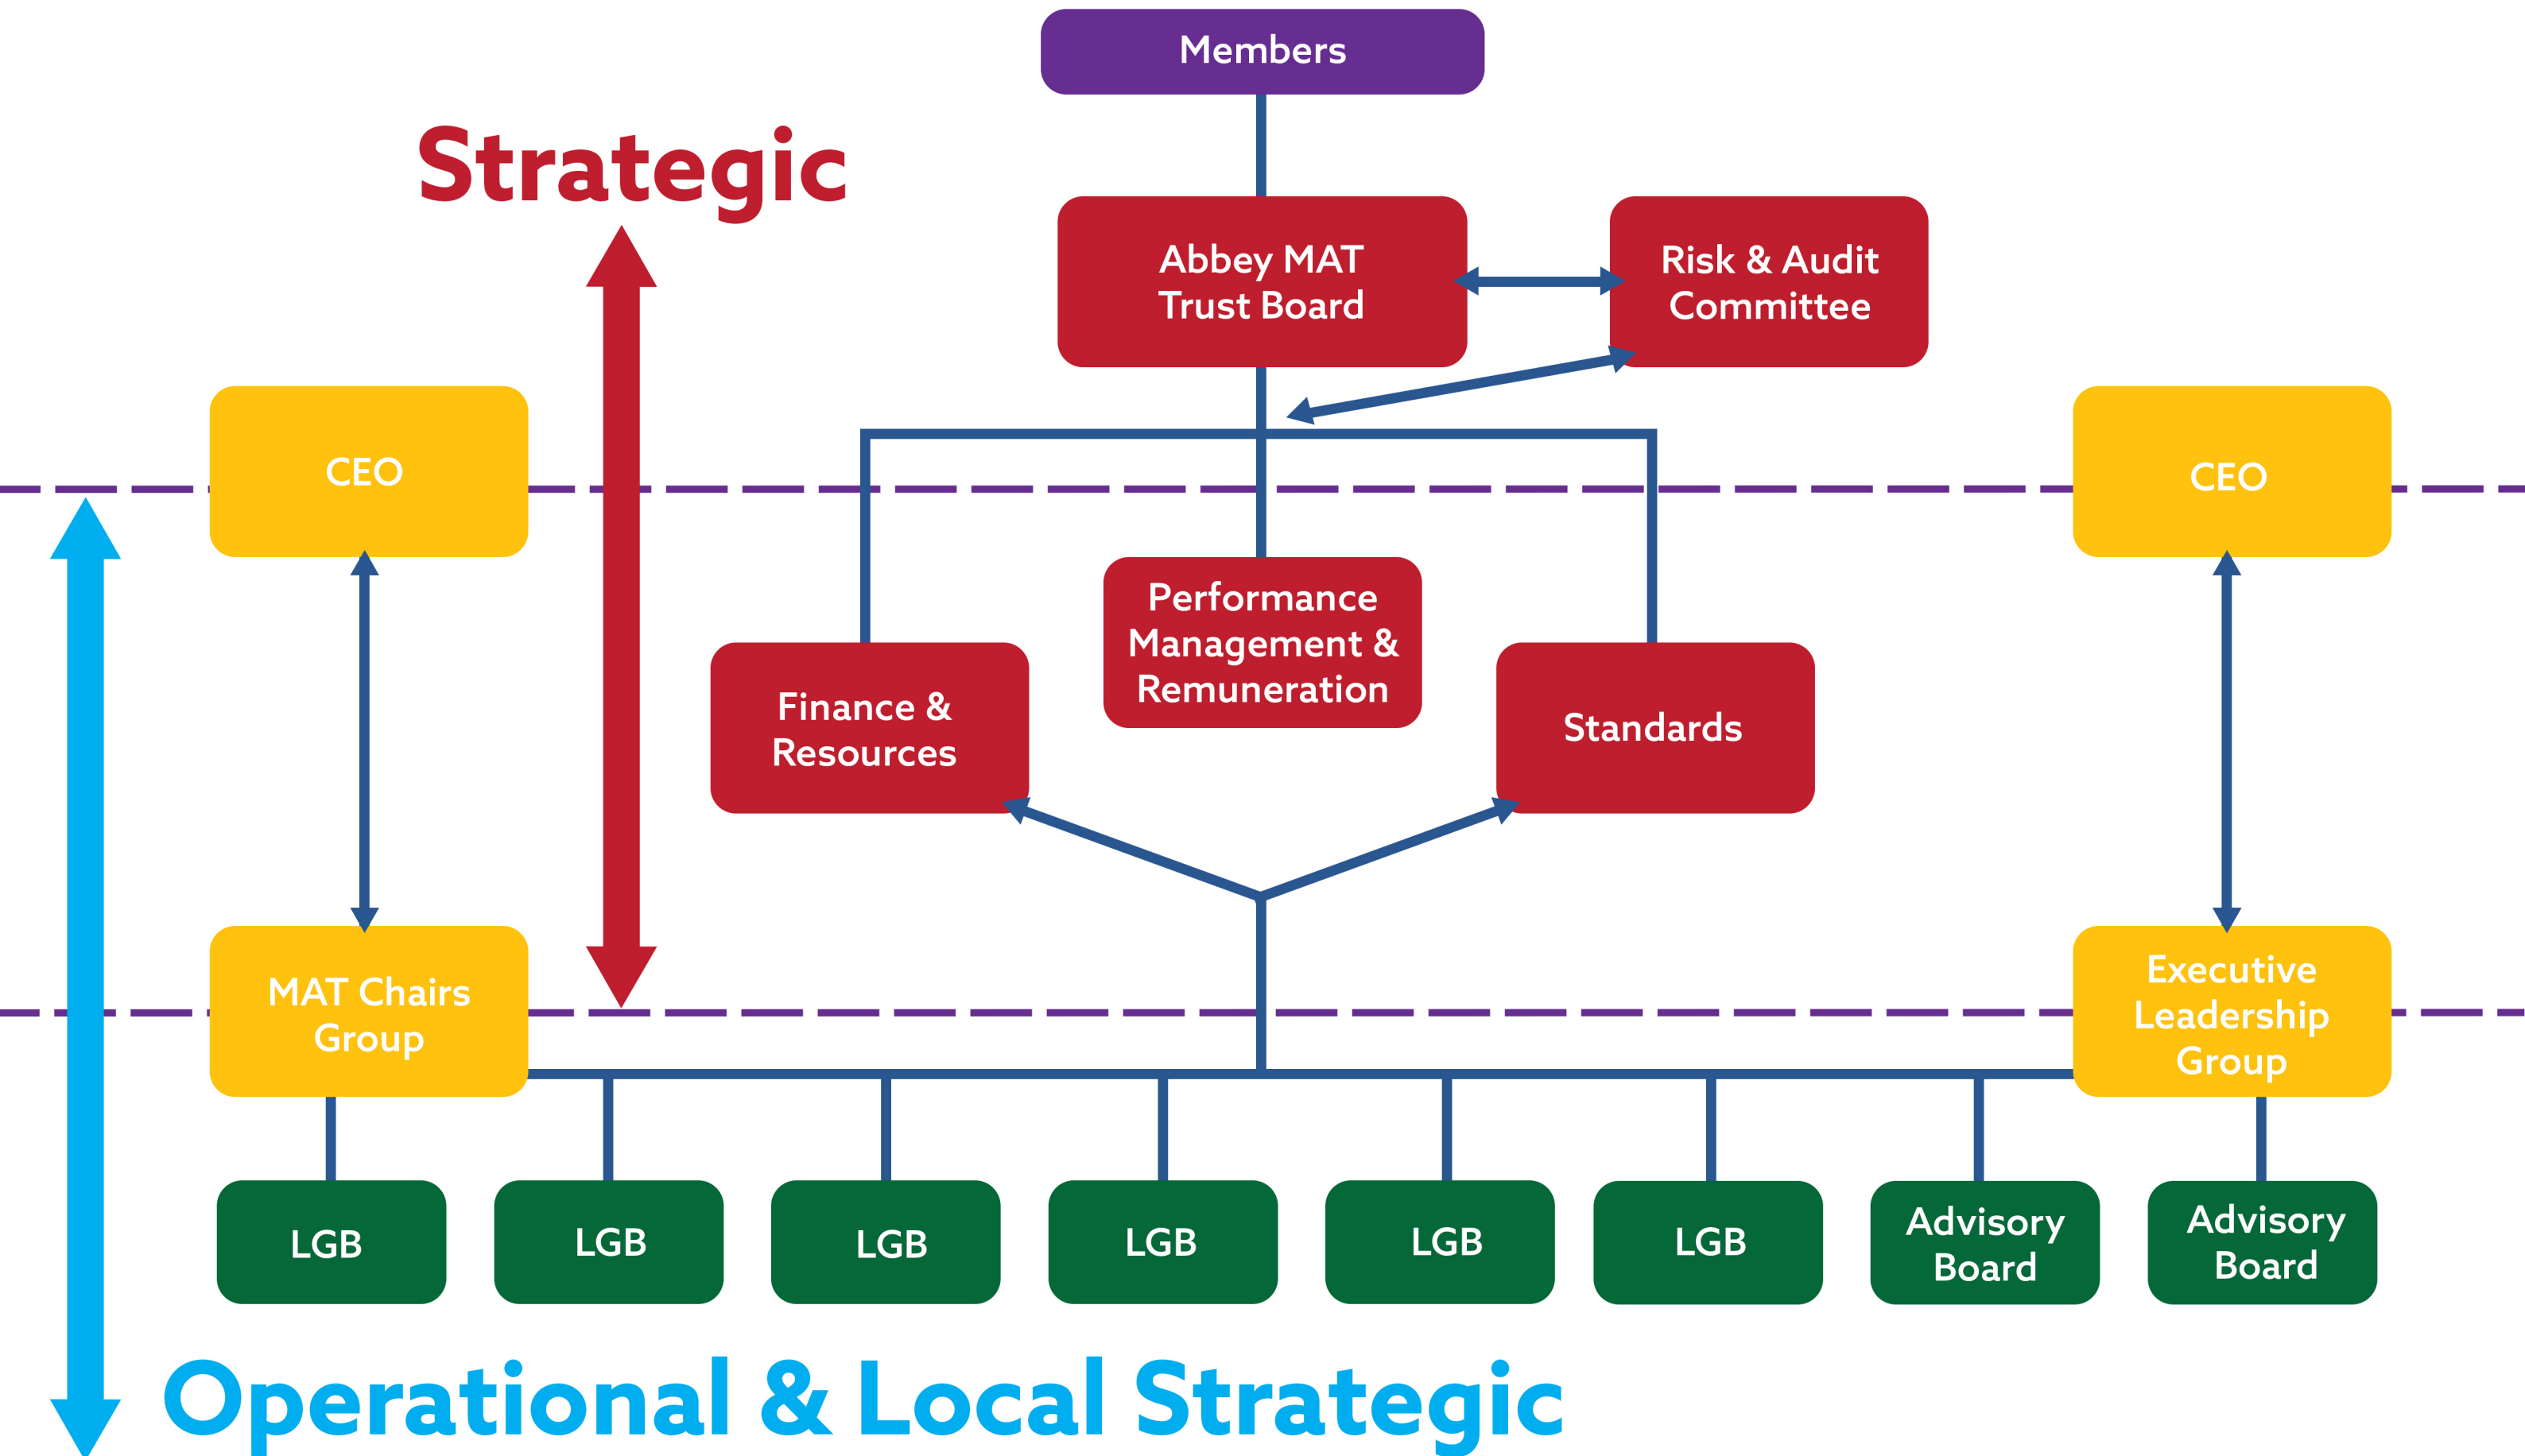 Members
Strategic
Abbey MAT
Trust Board
Risk & Audit
Committee
CEO
CEO
Performance
Management &
Remuneration
Finance &
Resources
Standards
MAT Chairs
Group
Executive
Leadership
Group
LGB
LGB
LGB
LGB
LGB
LGB
Advisory
Board
Advisory
Board
Operational & Local Strategic